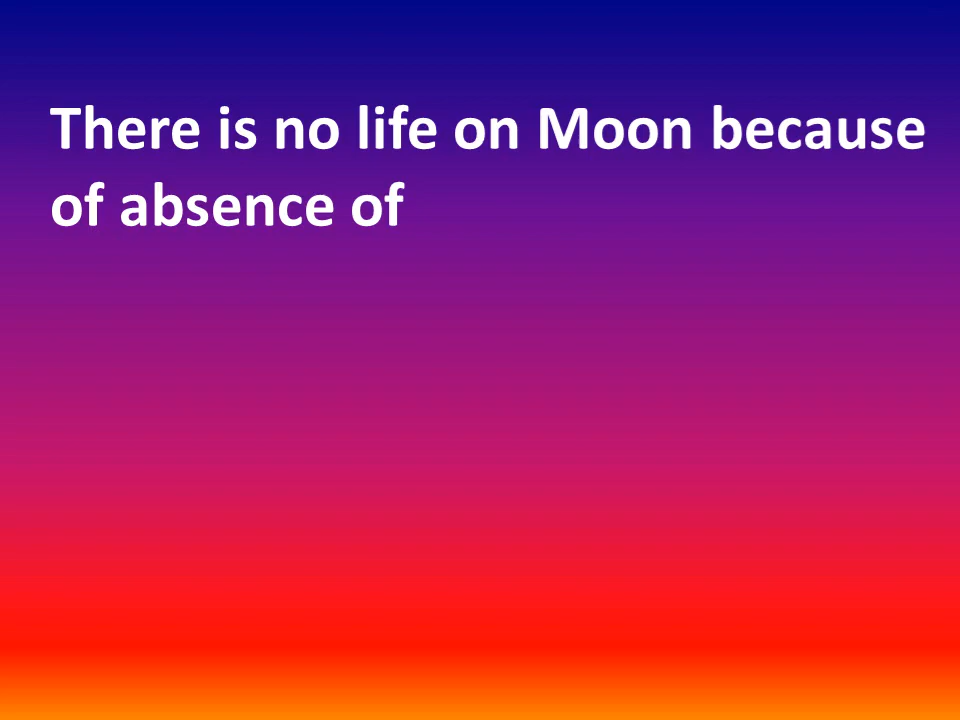 There is no life on Moon because
of absence of